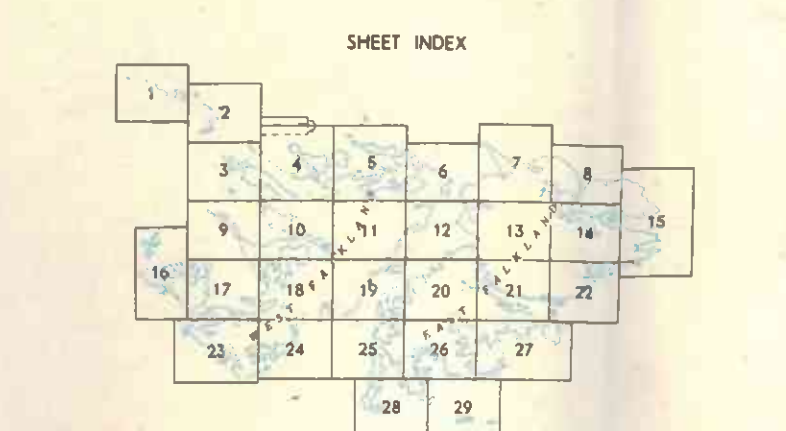 SHEET INDEX
1
2
3 4 5 6 7 8
9 10 11 12 13 14 15
16 17 18 19 20 21 22
23 24 25 26 27
28 29
WEST FALKLAND
EAST FALKLAND